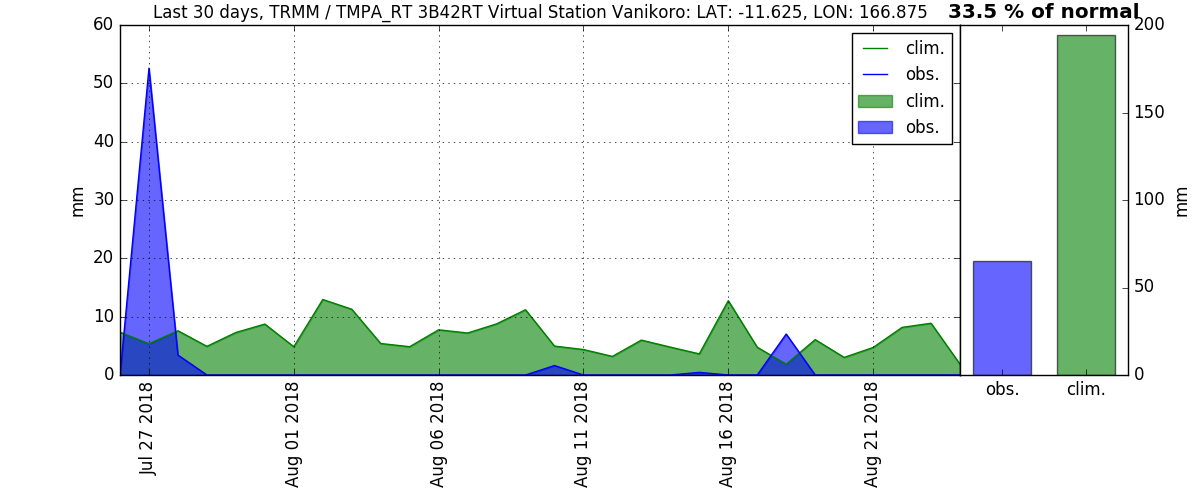 Last 30 days, TRMM / TMPA_RT 3B42RT Virtual Station Vanikoro: LAT: -11.625, LON: 166.875
33.5 % of normal
60
50
40
30
20
10
0
mm
clim.
obs.
clim.
obs.
Jul 27 2018
Aug 01 2018
Aug 06 2018
Aug 11 2018
Aug 16 2018
Aug 21 2018
200
150
100
50
0
mm
obs.
clim.